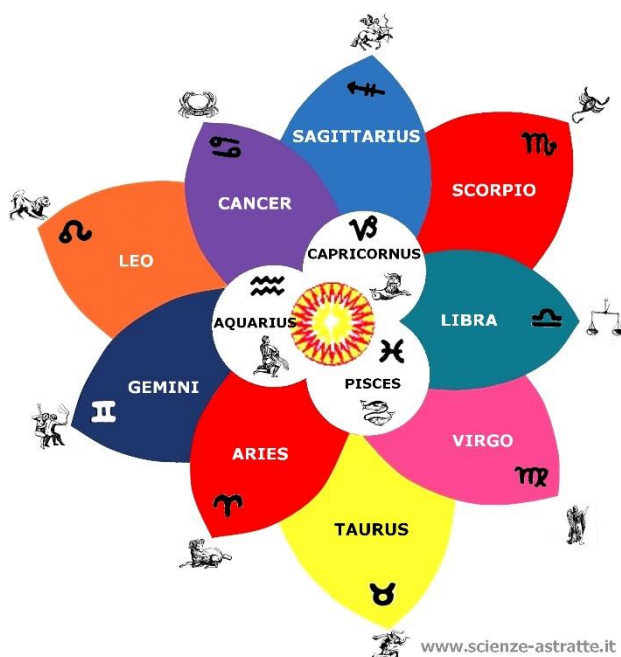 SAGITTARIUS
SCORPIO
CANCER
CAPRICORNUS
LEO
AQUARIUS
LIBRA
GEMINI
PISCES
ARIES
VIRGO
TAURUS
www.scienze-astratte.it